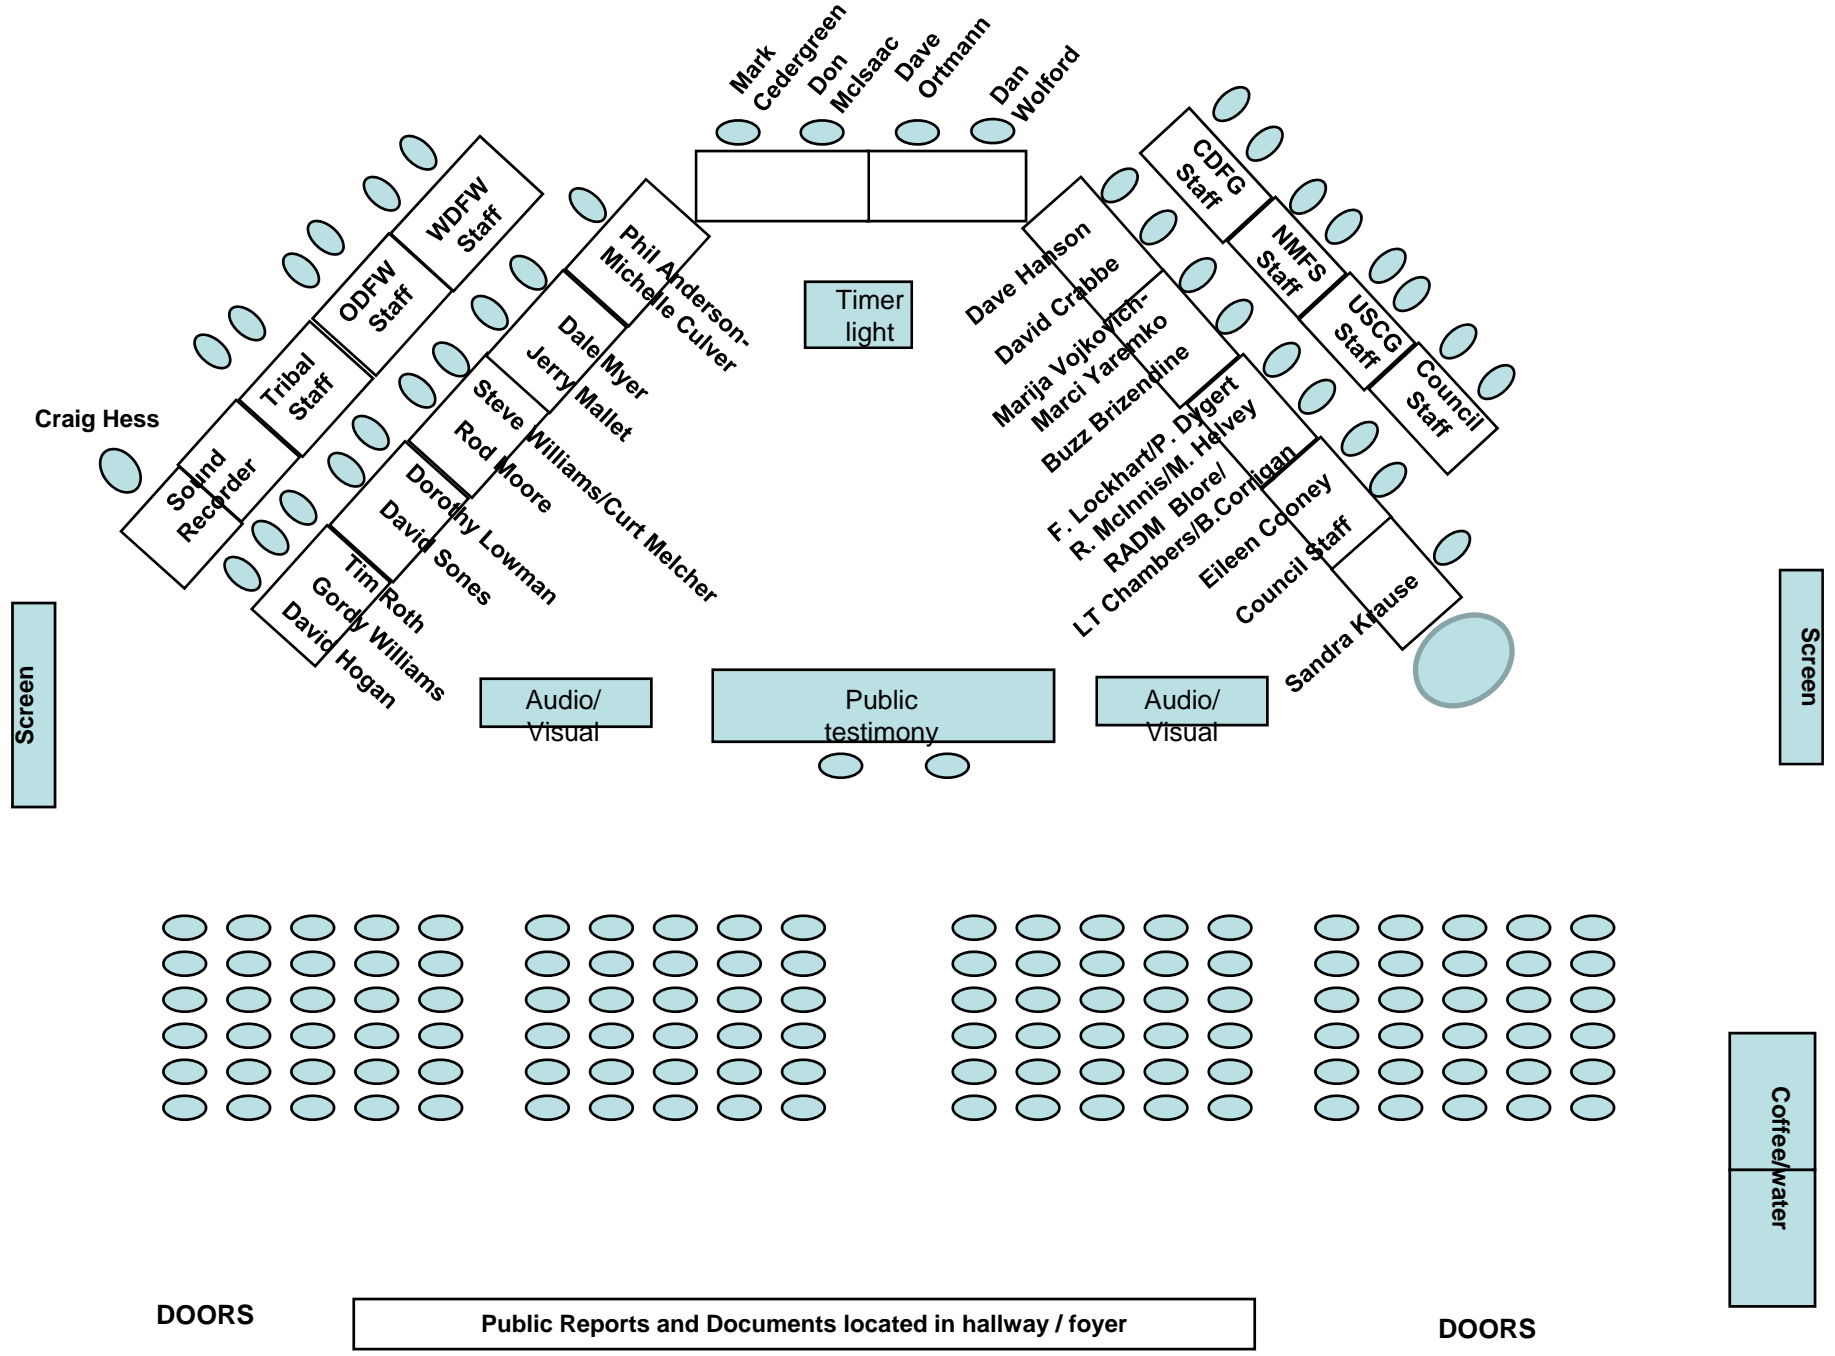 Mark
Cedergreen
Don
McIsaac
Dave
Ortmann
Dan
Wolford
WDFW
Staff
ODFW
Staff
Tribal
Staff
Sound
Recorder
Craig Hess
Phil Anderson-
Michelle Culver
Dale Myer
Jerry Mallet
Steve Williams/Curt Melcher
Rod Moore
Dorothy Lowman
David Sones
Tim Roth
Gordy Williams
David Hogan
Timer
light
Dave Hanson
David Crabbe
Marija Vojkovich-
Marci Yaremko
Buzz Brizendine
F. Lockhart/P. Dygert
R. McInnis/M. Helvey
RADM  Blore/
LT Chambers/B.Corrigan
Eileen Cooney
Council Staff
Sandra Krause
CDFG
Staff
NMFS
Staff
USCG
Staff
Council
Staff
Screen
Audio/
Visual
Public
testimony
Audio/
Visual
Screen
Coffee/water
DOORS
Public Reports and Documents located in hallway / foyer
DOORS